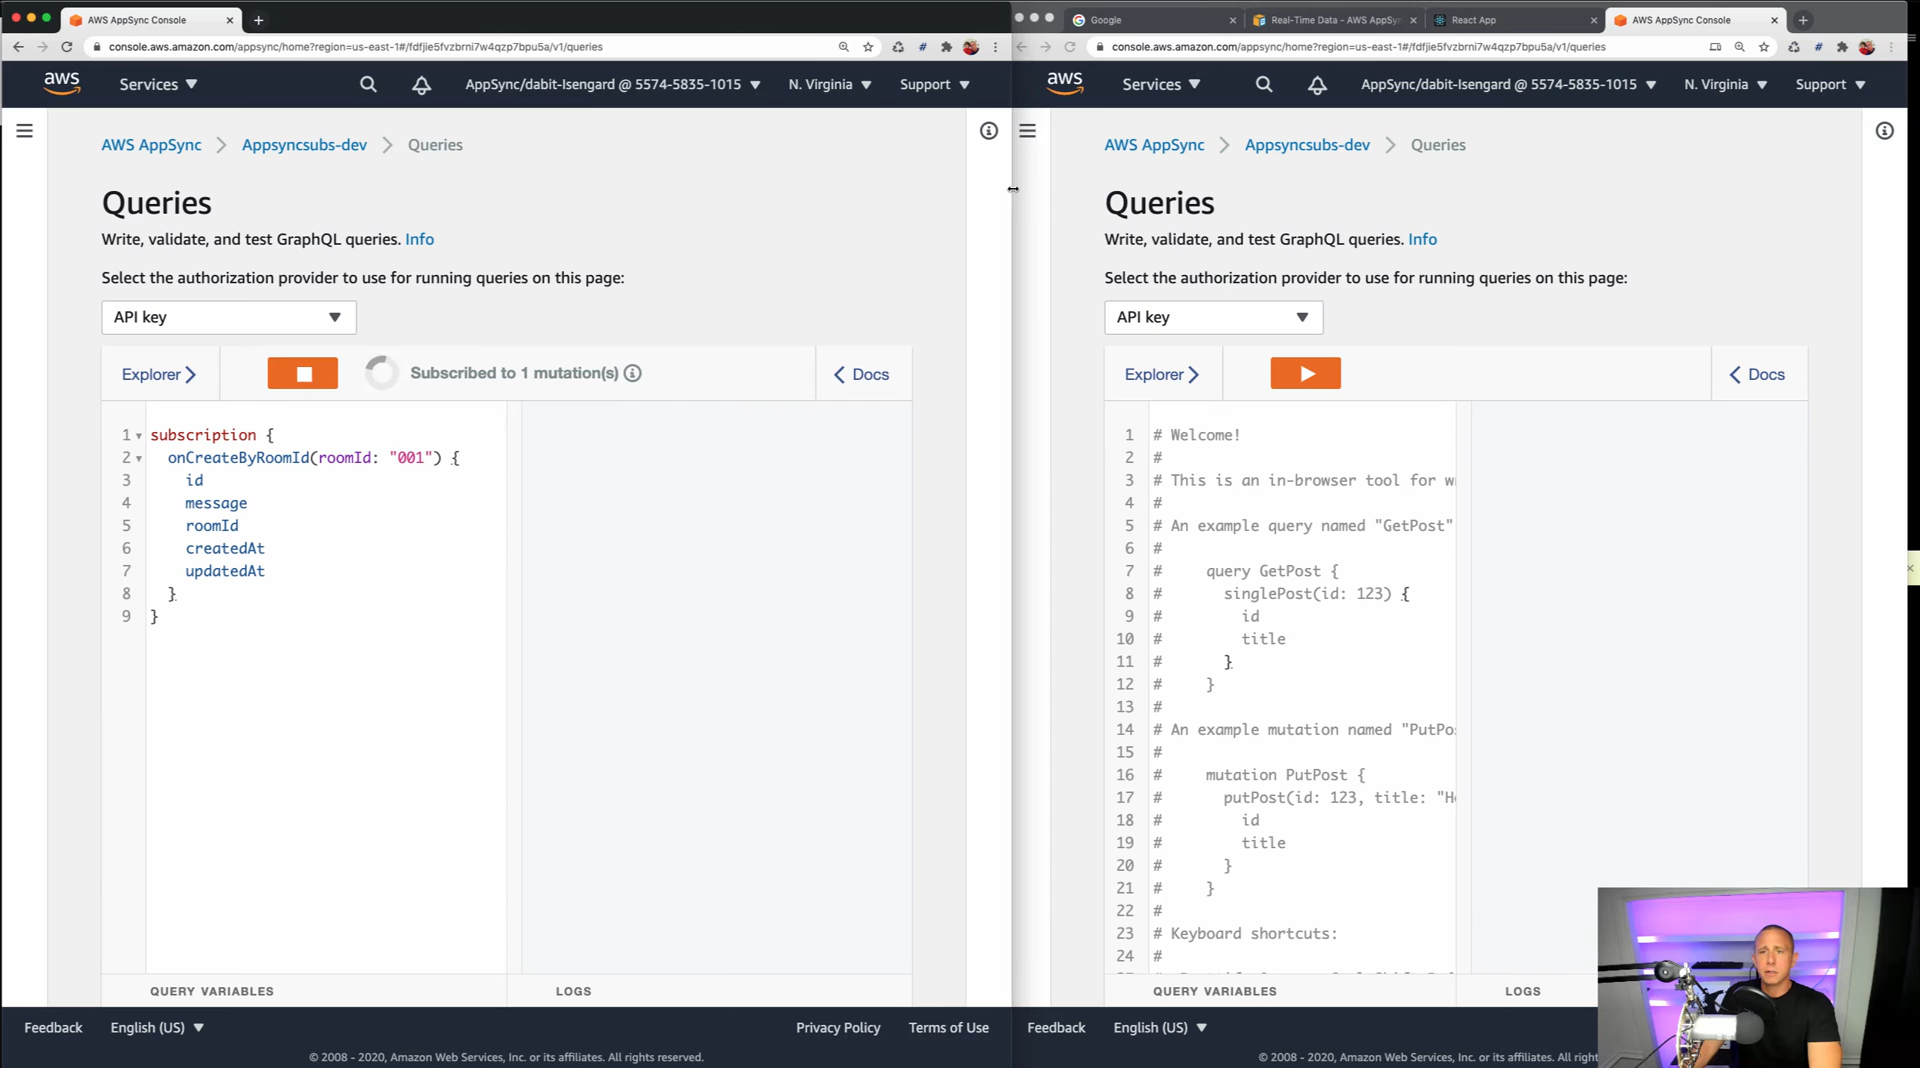 AWS AppSync Console
console.aws.amazon.com/appsync/home?region=us-east-1#/fdfjie5fvzbrni7w4qzp7bpu5a/v1/queries
aws
Services
AppSync/dabit-Isengard @ 5574-5835-1015
N. Virginia
Support
AWS AppSync
Appsyncsubs-dev
Queries
Queries
Write, validate, and test GraphQL queries. Info
Select the authorization provider to use for running queries on this page:
API key
Explorer
Subscribed to 1 mutation(s)
Docs
1 subscription {
2 onCreateByRoomId(roomId: "001") {
3 id
4 message
5 roomId
6 createdAt
7 updatedAt
8 }
9 }
QUERY VARIABLES
LOGS
Feedback
English (US)
Privacy Policy
Terms of Use
© 2008 - 2020, Amazon Web Services, Inc. or its affiliates. All rights reserved.
Google
Real-Time Data - AWS AppSyn
React App
AWS AppSync Console
console.aws.amazon.com/appsync/home?region=us-east-1#/fdfjie5fvzbrni7w4qzp7bpu5a/v1/queries
aws
Services
AppSync/dabit-Isengard @ 5574-5835-1015
N. Virginia
Support
AWS AppSync
Appsyncsubs-dev
Queries
Queries
Write, validate, and test GraphQL queries. Info
Select the authorization provider to use for running queries on this page:
API key
Explorer
Docs
1 # Welcome!
2 #
3 # This is an in-browser tool for w
4 #
5 # An example query named "GetPost"
6 #
7 # query GetPost {
8 # singlePost(id: 123) {
9 # id
10 # title
11 # }
12 # }
13 #
14 # An example mutation named "PutPo
15 #
16 # mutation PutPost {
17 # putPost(id: 123, title: "H
18 # id
19 # title
20 # }
21 # }
22 #
23 # Keyboard shortcuts:
24 #
QUERY VARIABLES
LOGS
Feedback
English (US)
© 2008 - 2020, Amazon Web Services, Inc. or its affiliates. All right